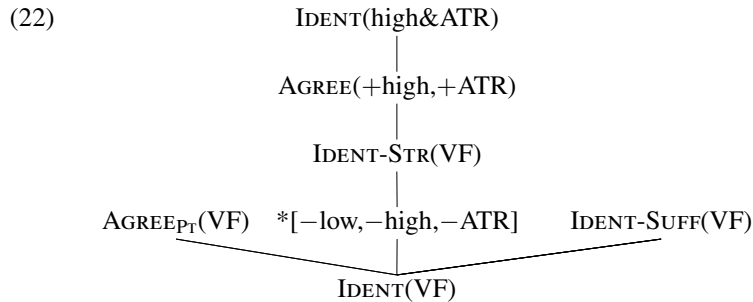 (22) IDENT(high&ATR)
AGREE(+high,+ATR)
IDENT-STR(VF)
AGREEPT(VF) *[−low,−high,−ATR] IDENT-SUFF(VF)
IDENT(VF)